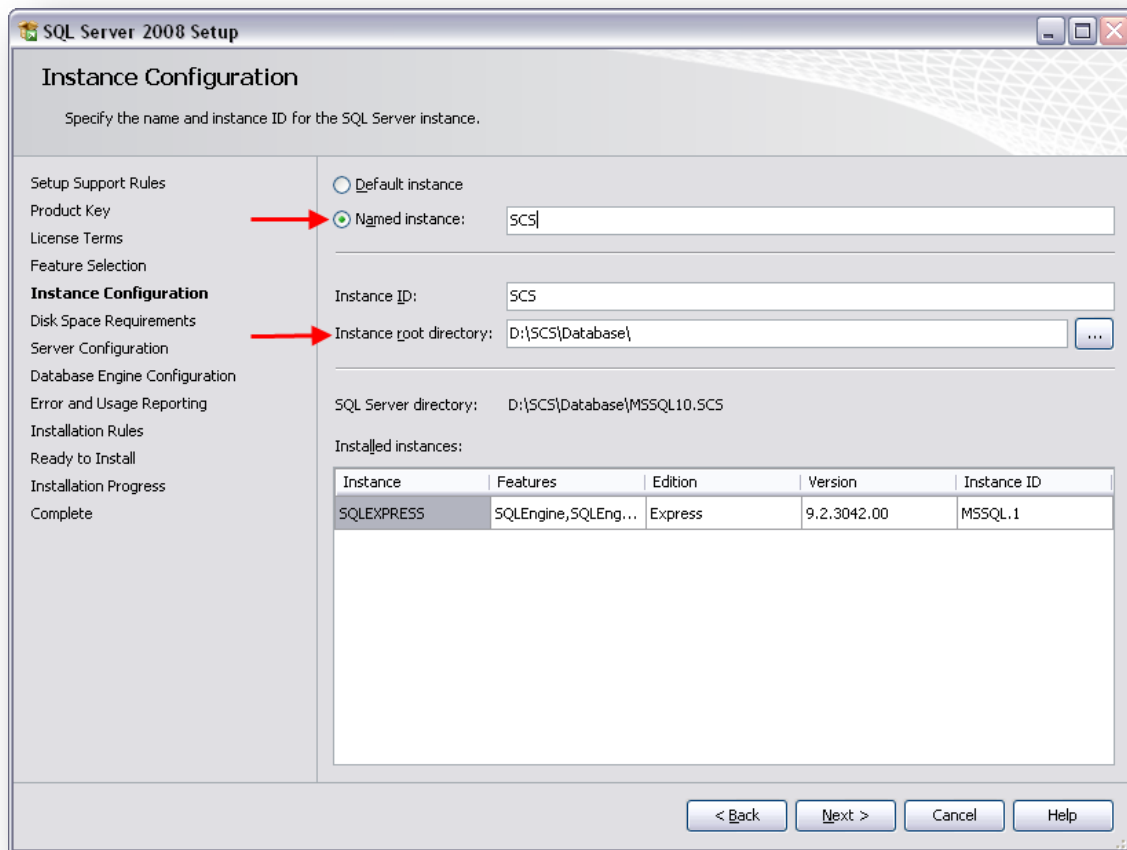 SQL Server 2008 Setup
Instance Configuration
Specify the name and instance ID for the SQL Server instance.
Setup Support Rules
Product Key
License Terms
Feature Selection
Instance Configuration
Disk Space Requirements
Server Configuration
Database Engine Configuration
Error and Usage Reporting
Installation Rules
Ready to Install
Installation Progress
Complete
Default instance
Named instance: SCS
Instance ID: SCS
Instance root directory: D:\SCS\Database\ ...
SQL Server directory: D:\SCS\Database\MSSQL10.SCS
Installed instances:
Instance Features Edition Version Instance ID
SQLEXPRESS SQLEngine,SQLEng... Express 9.2.3042.00 MSSQL.1
< Back Next > Cancel Help